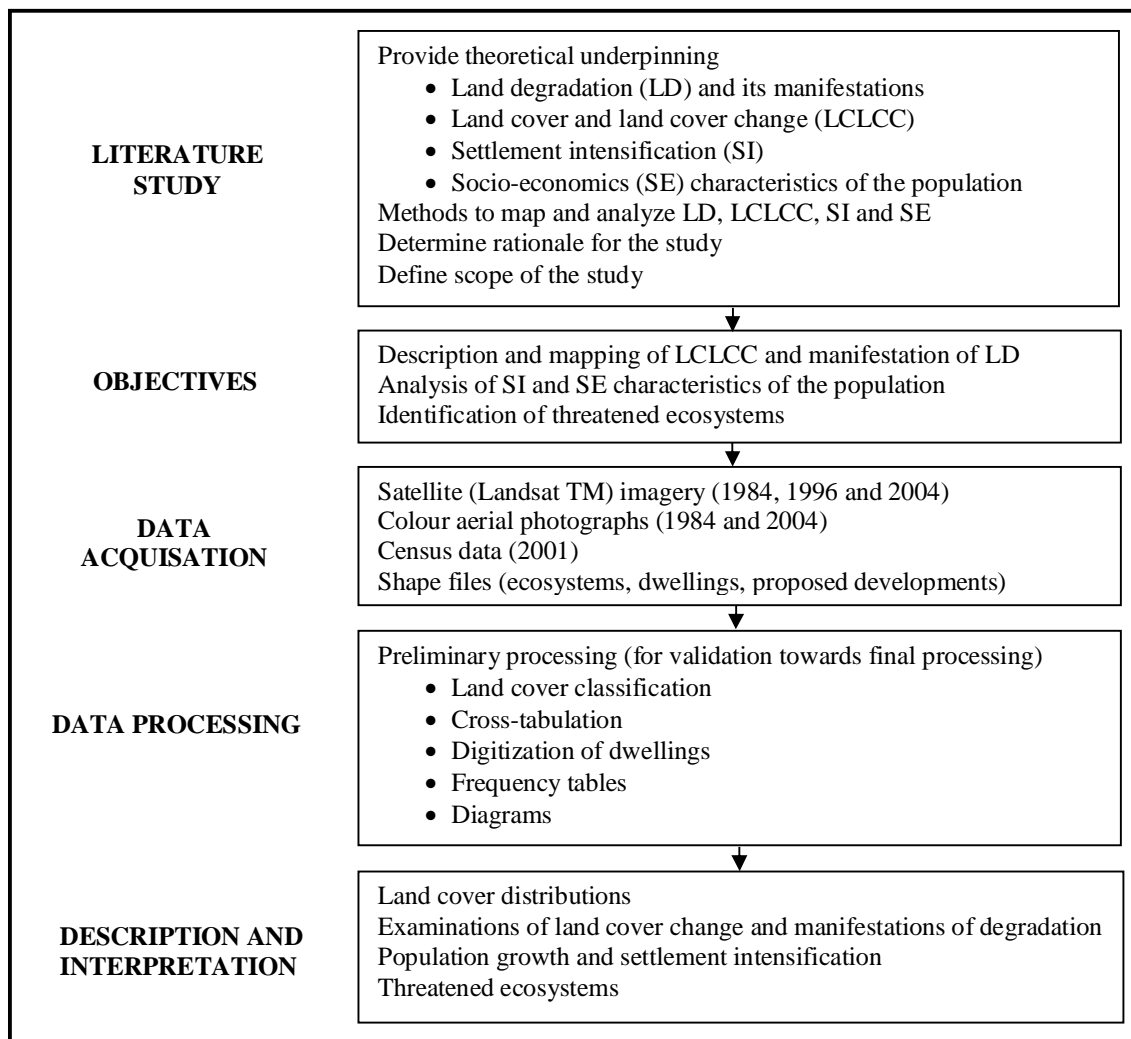 LITERATURE
STUDY
Provide theoretical underpinning
• Land degradation (LD) and its manifestations
• Land cover and land cover change (LCLCC)
• Settlement intensification (SI)
• Socio-economics (SE) characteristics of the population
Methods to map and analyze LD, LCLCC, SI and SE
Determine rationale for the study
Define scope of the study
OBJECTIVES
Description and mapping of LCLCC and manifestation of LD
Analysis of SI and SE characteristics of the population
Identification of threatened ecosystems
DATA
ACQUISATION
Satellite (Landsat TM) imagery (1984, 1996 and 2004)
Colour aerial photographs (1984 and 2004)
Census data (2001)
Shape files (ecosystems, dwellings, proposed developments)
DATA PROCESSING
Preliminary processing (for validation towards final processing)
• Land cover classification
• Cross-tabulation
• Digitization of dwellings
• Frequency tables
• Diagrams
DESCRIPTION AND
INTERPRETATION
Land cover distributions
Examinations of land cover change and manifestations of degradation
Population growth and settlement intensification
Threatened ecosystems